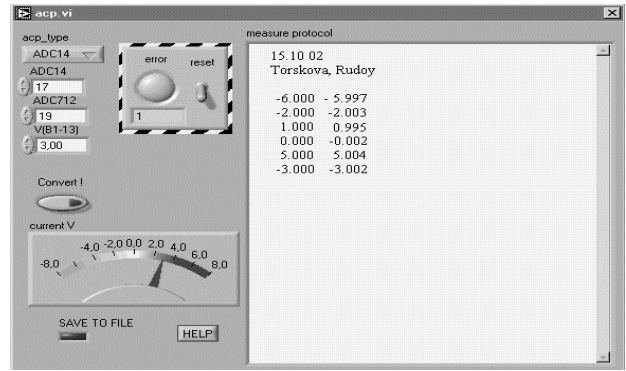 acp.vi
acp_type
ADC14
ADC14
17
ADC712
19
V(B1-13)
3,00
error
reset
1
Convert !
current V
-8,0 -4,0 -2,0 0,0 2,0 4,0 6,0 8,0
SAVE TO FILE
HELP
measure protocol
15.10 02
Torskova, Rudoy
-6.000 - 5.997
-2.000 -2.003
1.000 0.995
0.000 -0.002
5.000 5.004
-3.000 -3.002